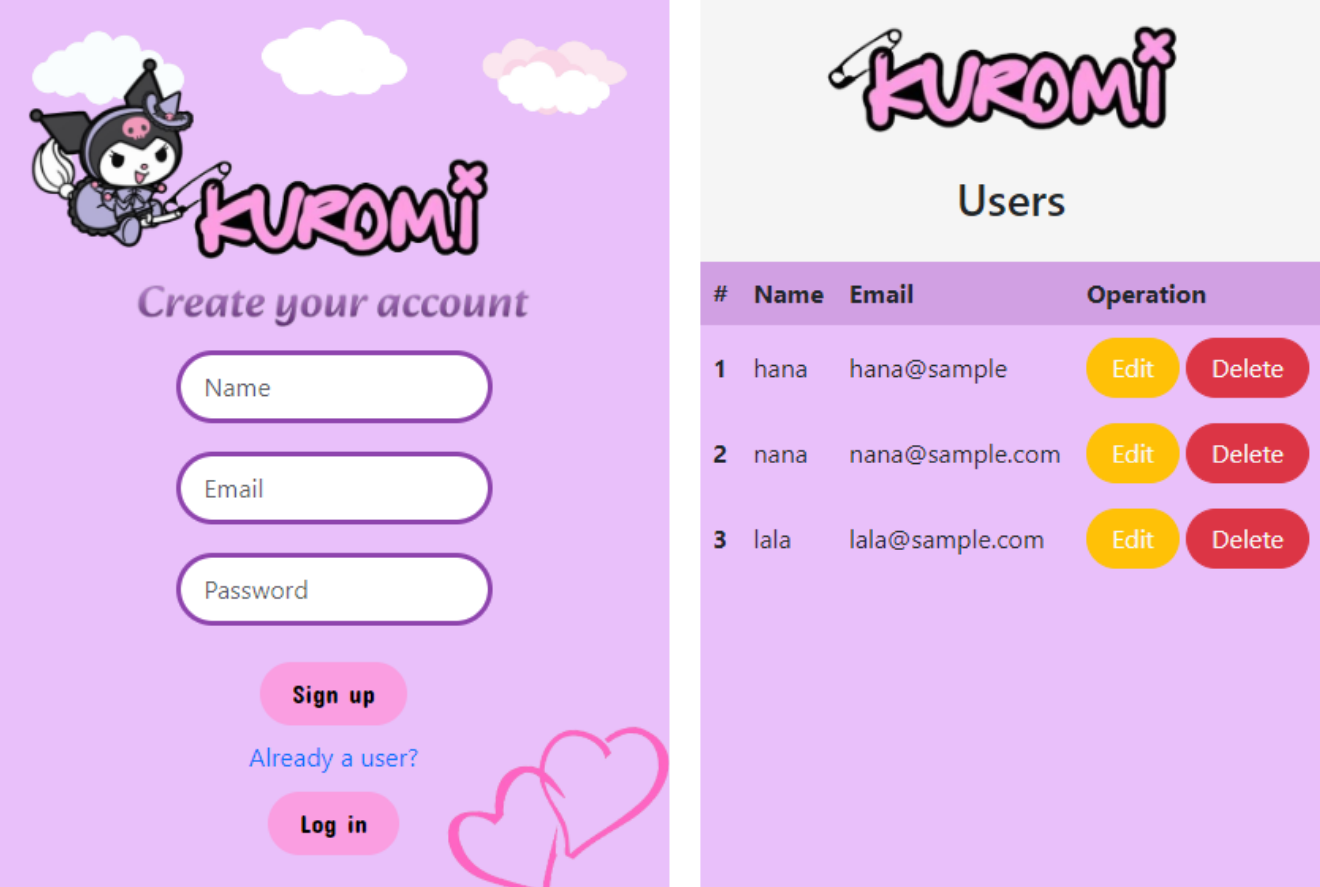 KUROMI
Create your account
Name
Email
Password
Sign up
Already a user?
Log in
KUROMI
Users
# Name Email Operation
1 hana hana@sample Edit Delete
2 nana nana@sample.com Edit Delete
3 lala lala@sample.com Edit Delete